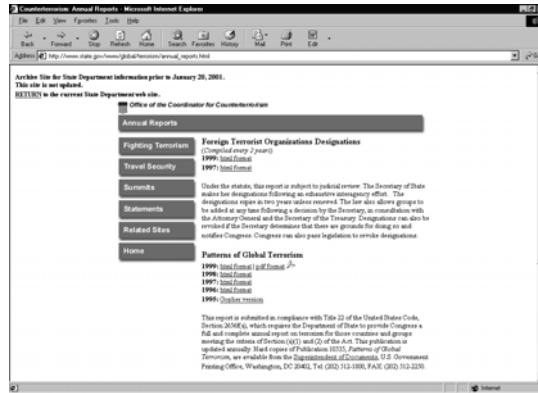 Counterterrorism: Annual Reports - Microsoft Internet Explorer
File Edit View Favorites Tools Help
Back Forward Stop Refresh Home Search Favorites History Mail Print Edit
Address http://www.state.gov/www/global/terrorism/annual_reports.html
Archive Site for State Department information prior to January 20, 2001.
This site is not updated.
RETURN to the current State Department web site.
Office of the Coordinator for Counterterrorism
Annual Reports
Fighting Terrorism
Travel Security
Summits
Statements
Related Sites
Home
Foreign Terrorist Organizations Designations
(Compiled every 2 years)
1999: html format
1997: html format
Under the statute, this report is subject to judicial review. The Secretary of State
makes her designations following an exhaustive interagency effort. The
designations expire in two years unless renewed. The law also allows groups to
be added at any time following a decision by the Secretary, in consultation with
the Attorney General and the Secretary of the Treasury. Designations can also be
revoked if the Secretary determines that there are grounds for doing so and
notifies Congress. Congress can also pass legislation to revoke designations.
Patterns of Global Terrorism
1999: html format | pdf format
1998: html format
1997: html format
1996: html format
1995: Gopher version
This report is submitted in compliance with Title 22 of the United States Code,
Section 2656f(a), which requires the Department of State to provide Congress a
full and complete annual report on terrorism for those countries and groups
meeting the criteria of Section (a)(1) and (2) of the Act. This publication is
updated annually. Hard copies of Publication 10535, Patterns of Global
Terrorism, are available from the Superintendent of Documents, U.S. Government
Printing Office, Washington, DC 20402, Tel: (202) 512-1800, FAX: (202) 512-2250.
Internet